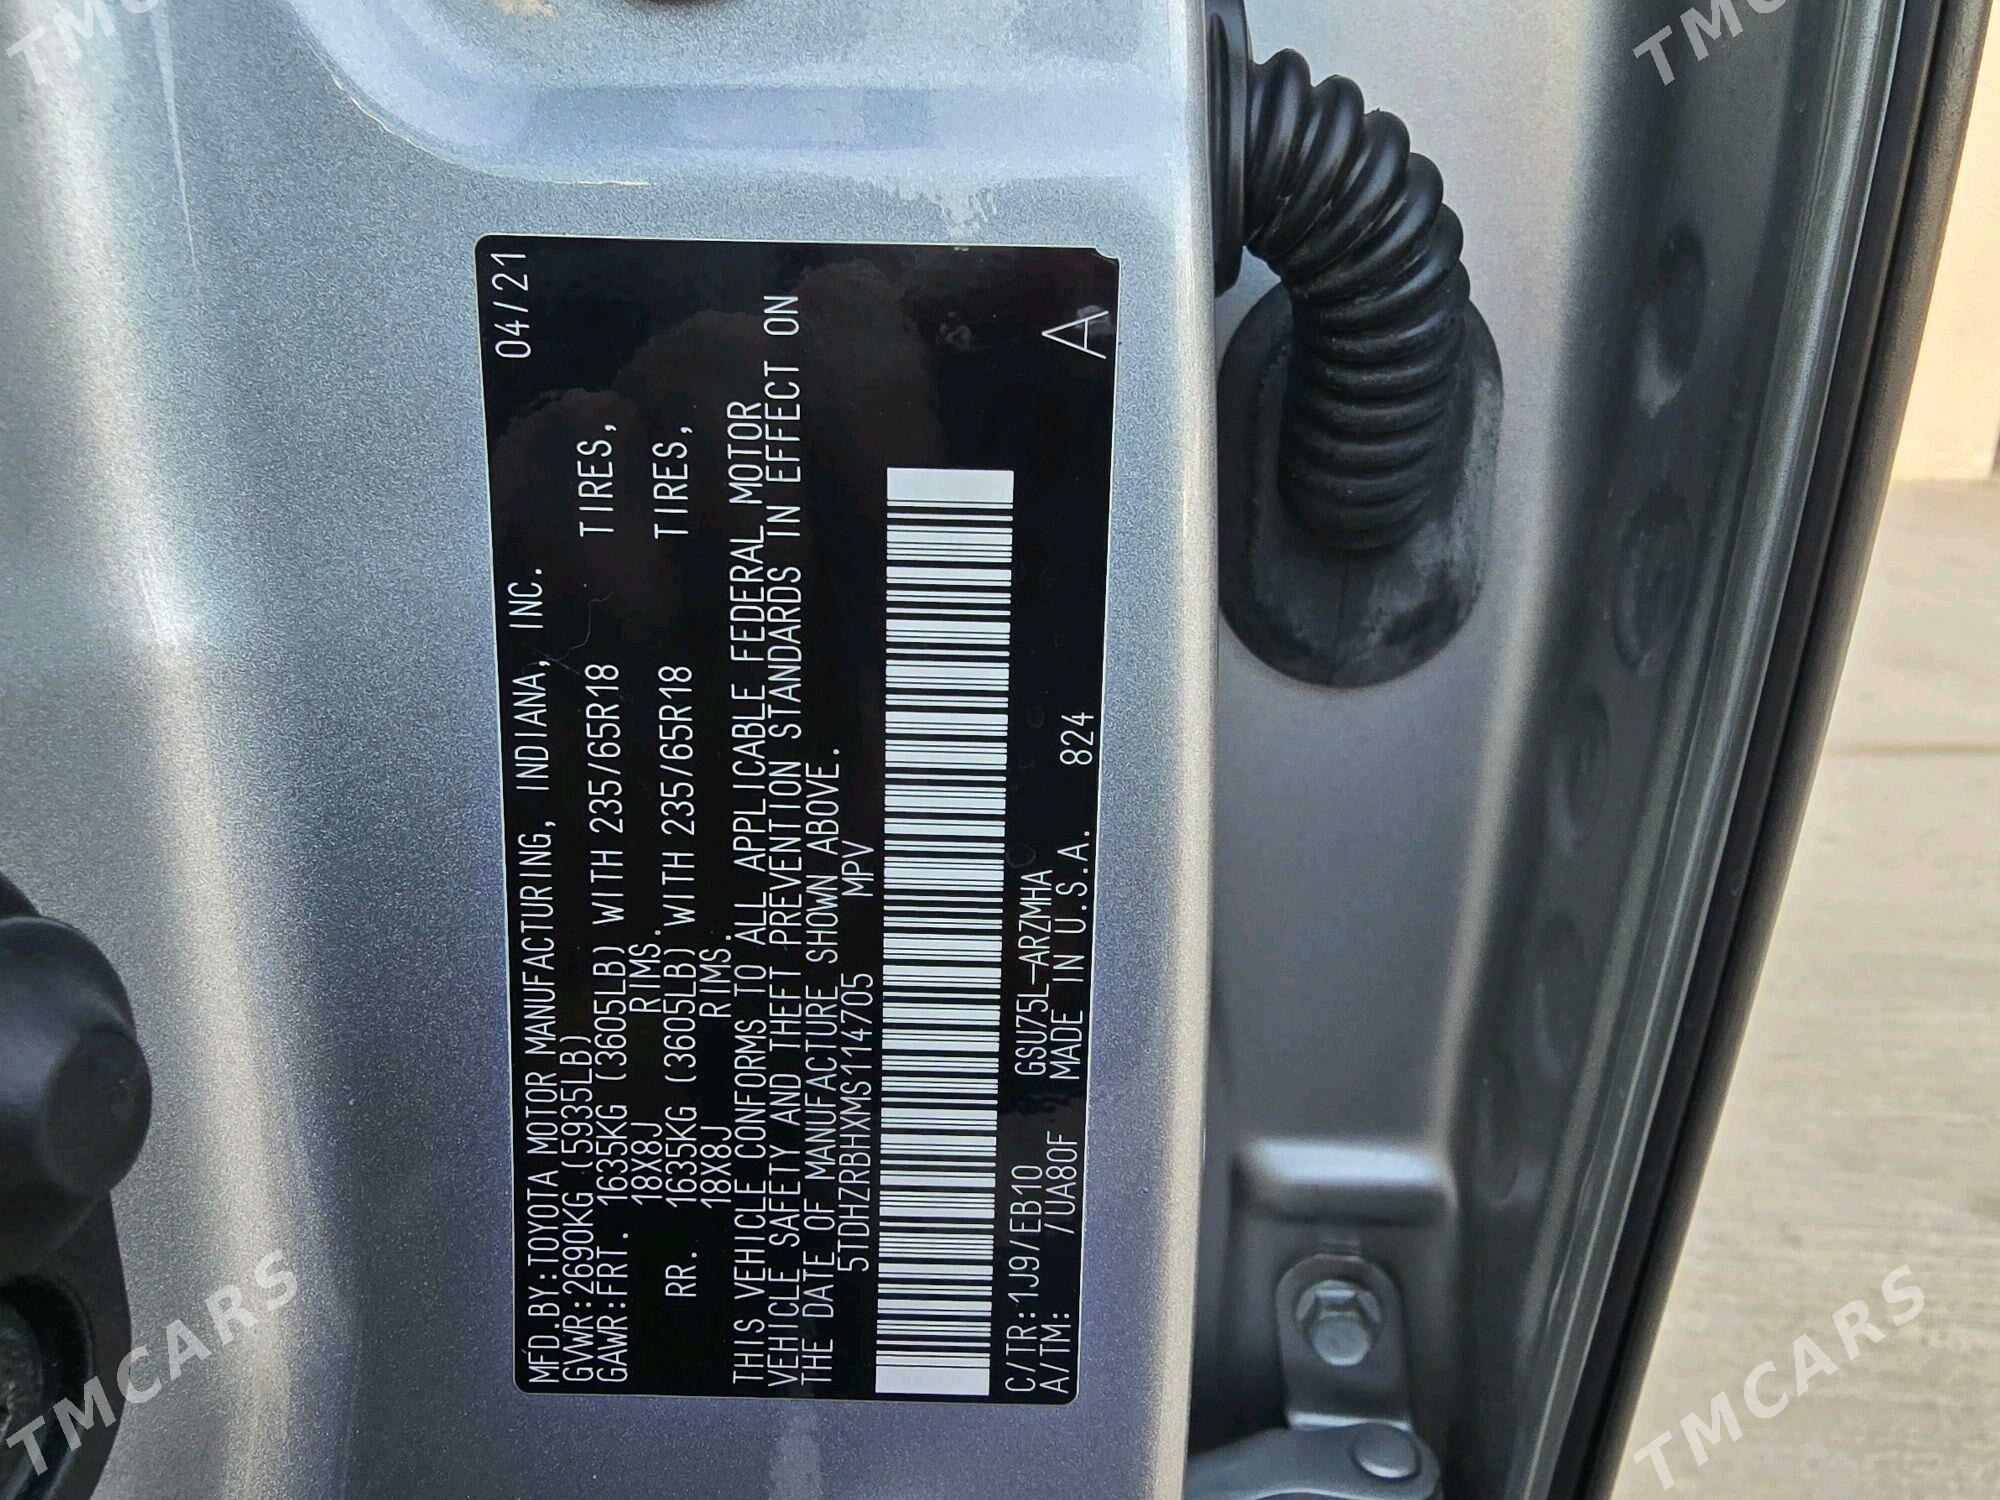 04/21
MFD.BY:TOYOTA MOTOR MANUFACTURING, INDIANA, INC.
GVWR:2690KG (5935LB)
GAWR:FRT. 1635KG (3605LB) WITH 235/65R18 TIRES,
18X8J RIMS.
RR. 1635KG (3605LB) WITH 235/65R18 TIRES,
18X8J RIMS.
THIS VEHICLE CONFORMS TO ALL APPLICABLE FEDERAL MOTOR
VEHICLE SAFETY AND THEFT PREVENTION STANDARDS IN EFFECT ON
THE DATE OF MANUFACTURE SHOWN ABOVE.
5TDHZRBHXMS114705 MPV
C/TR:1J9/EB10 GSU75L-ARZMHA
A/TM: /UA80F MADE IN U.S.A. 824
A
TMCARS
TMCARS
TMCARS
TMCARS